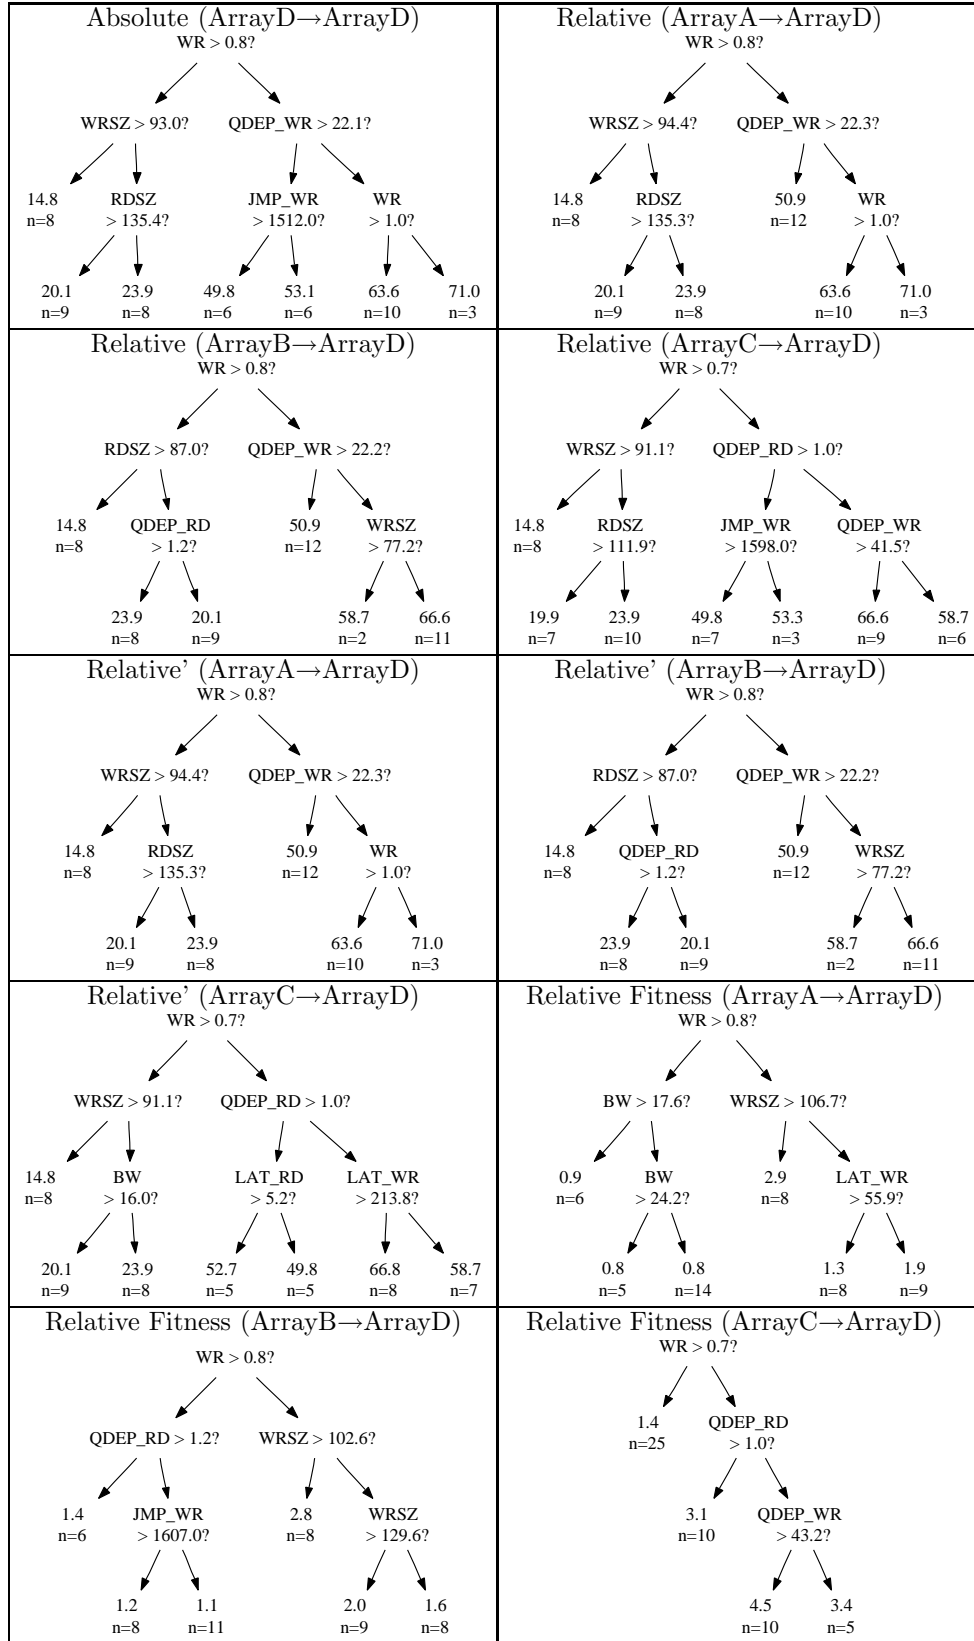 Absolute (ArrayD→ArrayD)
WR > 0.8?
WRSZ > 93.0? QDEP_WR > 22.1?
14.8 RDSZ JMP_WR WR
n=8 > 135.4? > 1512.0? > 1.0?
20.1 23.9 49.8 53.1 63.6 71.0
n=9 n=8 n=6 n=6 n=10 n=3
Relative (ArrayA→ArrayD)
WR > 0.8?
WRSZ > 94.4? QDEP_WR > 22.3?
14.8 RDSZ 50.9 WR
n=8 > 135.3? n=12 > 1.0?
20.1 23.9 63.6 71.0
n=9 n=8 n=10 n=3
Relative (ArrayB→ArrayD)
WR > 0.8?
RDSZ > 87.0? QDEP_WR > 22.2?
14.8 QDEP_RD 50.9 WRSZ
n=8 > 1.2? n=12 > 77.2?
23.9 20.1 58.7 66.6
n=8 n=9 n=2 n=11
Relative (ArrayC→ArrayD)
WR > 0.7?
WRSZ > 91.1? QDEP_RD > 1.0?
14.8 RDSZ JMP_WR QDEP_WR
n=8 > 111.9? > 1598.0? > 41.5?
19.9 23.9 49.8 53.3 66.6 58.7
n=7 n=10 n=7 n=3 n=9 n=6
Relative' (ArrayA→ArrayD)
WR > 0.8?
WRSZ > 94.4? QDEP_WR > 22.3?
14.8 RDSZ 50.9 WR
n=8 > 135.3? n=12 > 1.0?
20.1 23.9 63.6 71.0
n=9 n=8 n=10 n=3
Relative' (ArrayB→ArrayD)
WR > 0.8?
RDSZ > 87.0? QDEP_WR > 22.2?
14.8 QDEP_RD 50.9 WRSZ
n=8 > 1.2? n=12 > 77.2?
23.9 20.1 58.7 66.6
n=8 n=9 n=2 n=11
Relative' (ArrayC→ArrayD)
WR > 0.7?
WRSZ > 91.1? QDEP_RD > 1.0?
14.8 BW LAT_RD LAT_WR
n=8 > 16.0? > 5.2? > 213.8?
20.1 23.9 52.7 49.8 66.8 58.7
n=9 n=8 n=5 n=5 n=8 n=7
Relative Fitness (ArrayA→ArrayD)
WR > 0.8?
BW > 17.6? WRSZ > 106.7?
0.9 BW 2.9 LAT_WR
n=6 > 24.2? n=8 > 55.9?
0.8 0.8 1.3 1.9
n=5 n=14 n=8 n=9
Relative Fitness (ArrayB→ArrayD)
WR > 0.8?
QDEP_RD > 1.2? WRSZ > 102.6?
1.4 JMP_WR 2.8 WRSZ
n=6 > 1607.0? n=8 > 129.6?
1.2 1.1 2.0 1.6
n=8 n=11 n=9 n=8
Relative Fitness (ArrayC→ArrayD)
WR > 0.7?
1.4 QDEP_RD
n=25 > 1.0?
3.1 QDEP_WR
n=10 > 43.2?
4.5 3.4
n=10 n=5